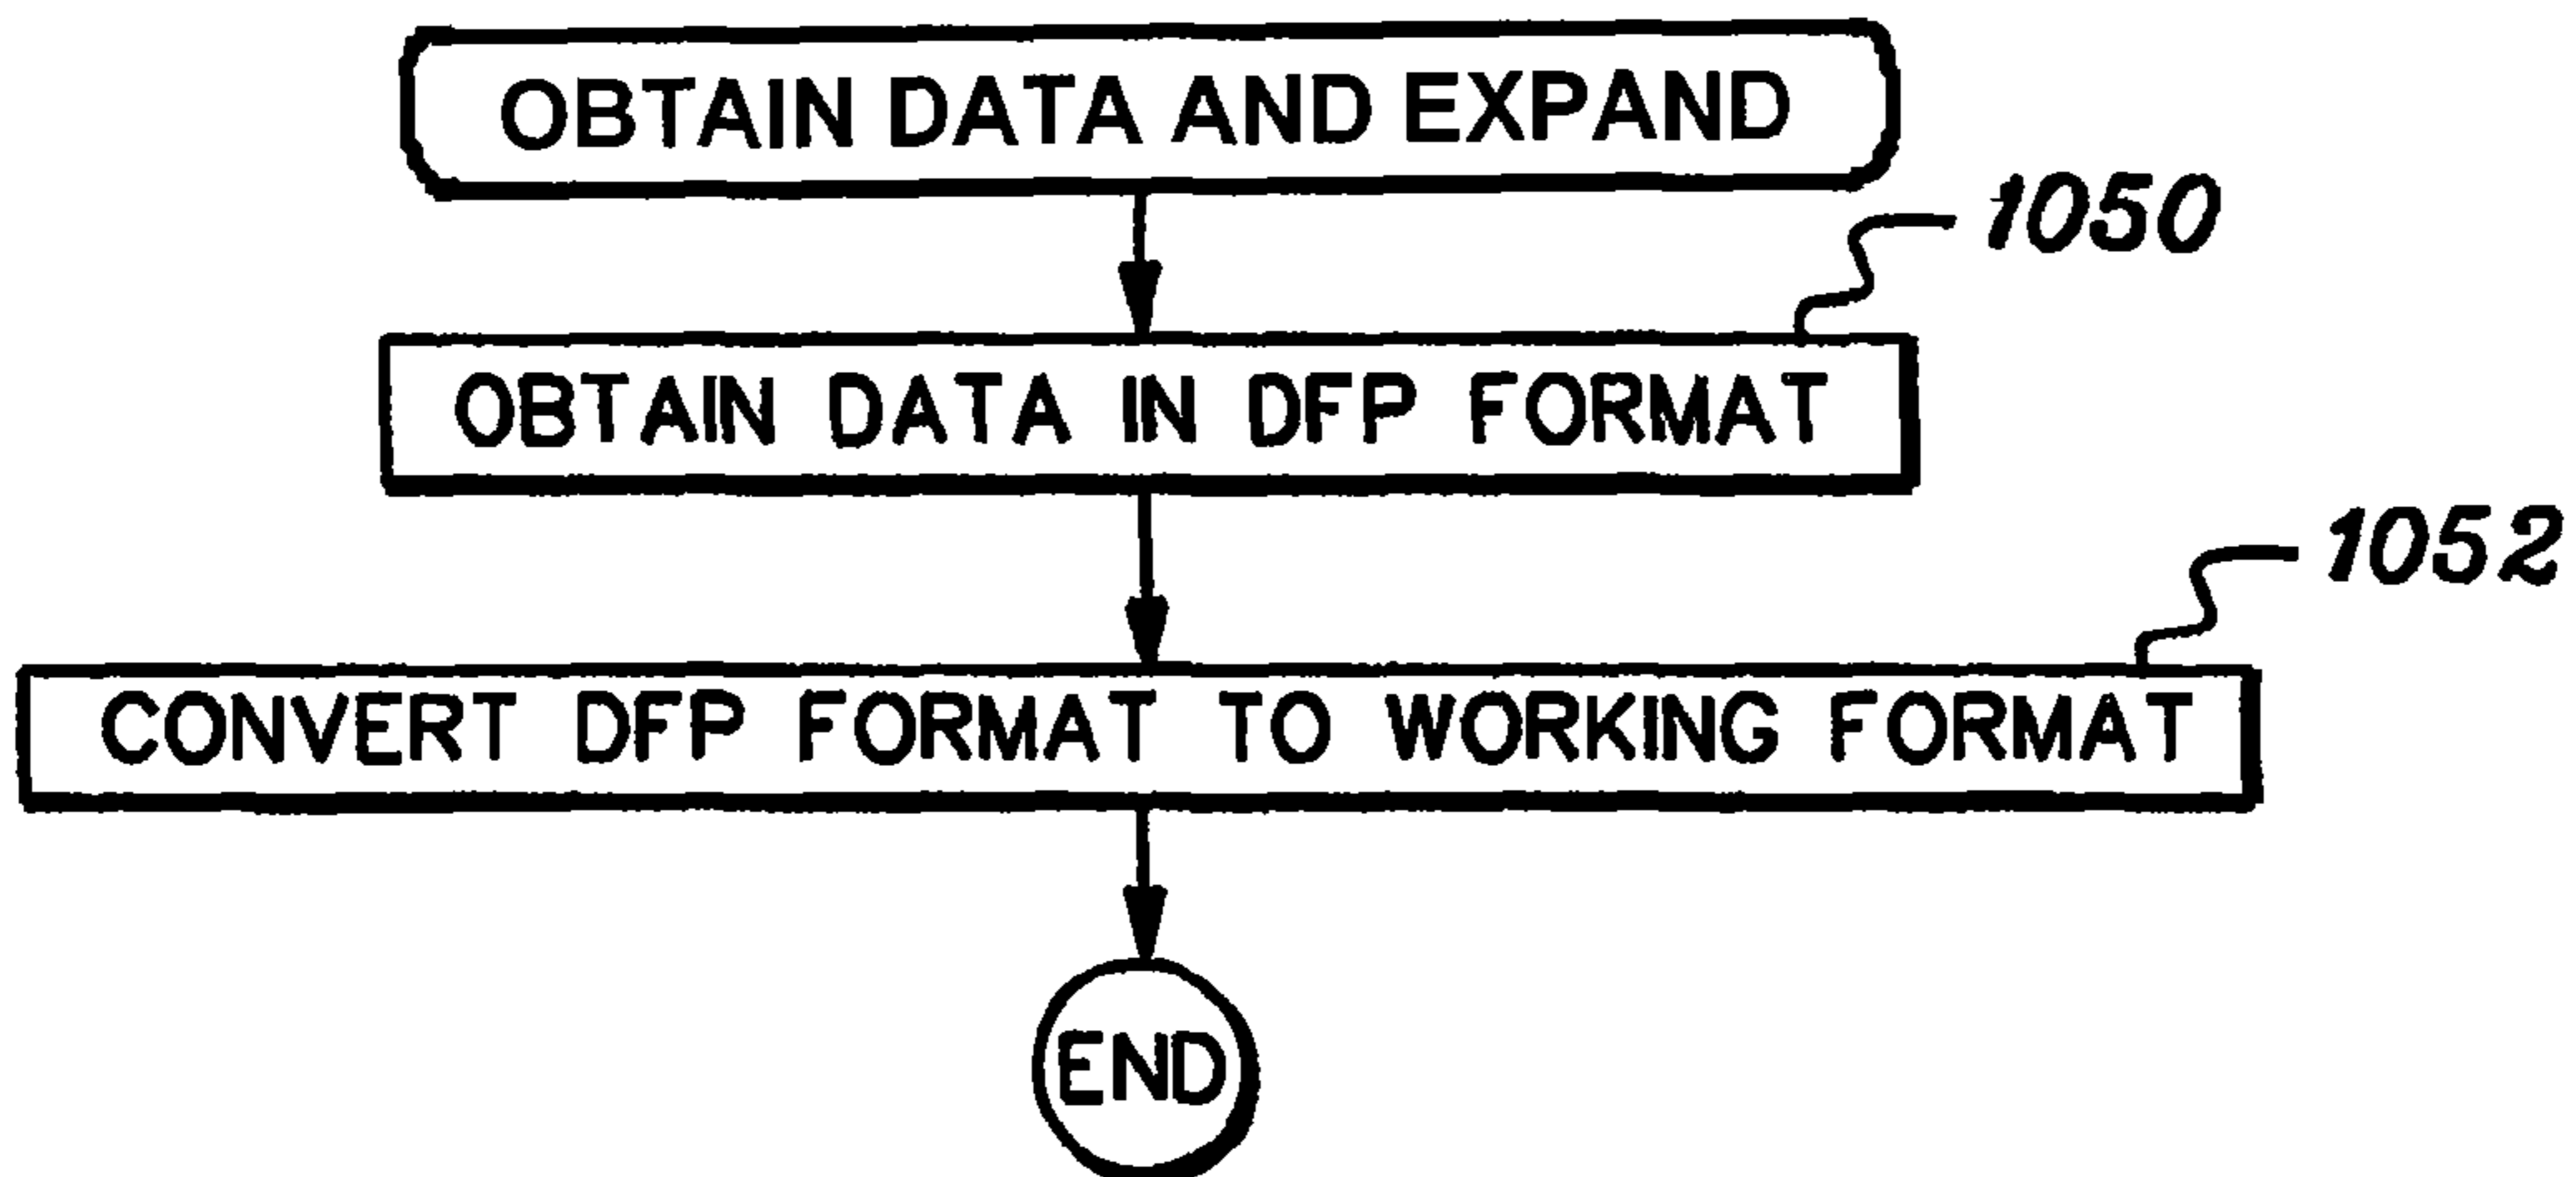 OBTAIN DATA AND EXPAND
1050
OBTAIN DATA IN DFP FORMAT
1052
CONVERT DFP FORMAT TO WORKING FORMAT
END